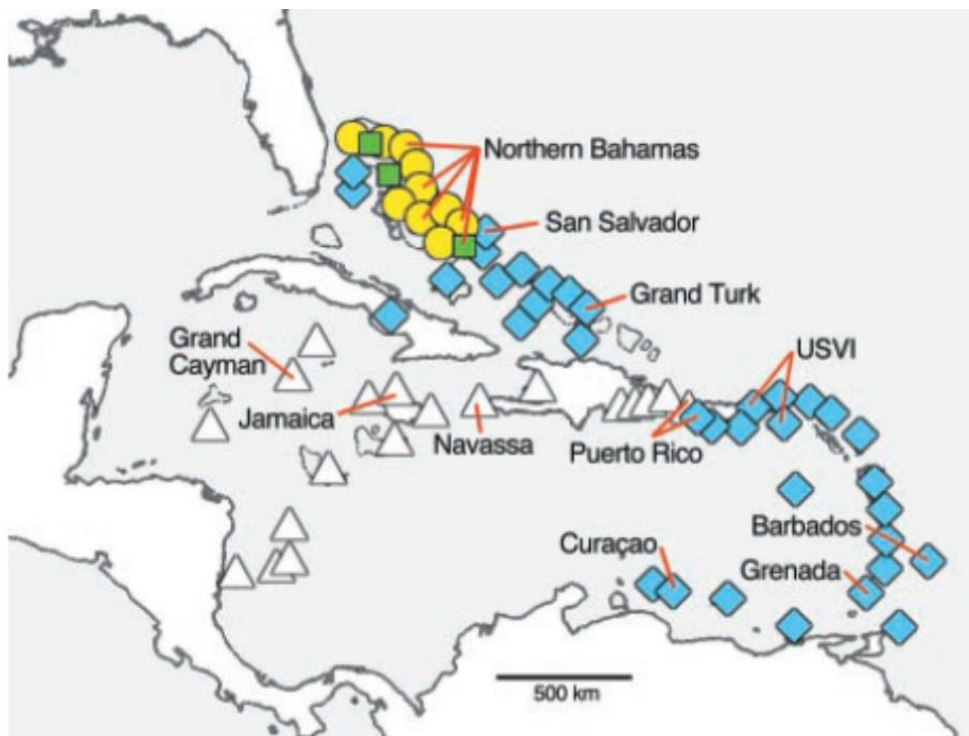 Northern Bahamas
San Salvador
Grand Turk
USVI
Grand
Cayman
Jamaica
Navassa
Puerto Rico
Curaçao
Barbados
Grenada
500 km